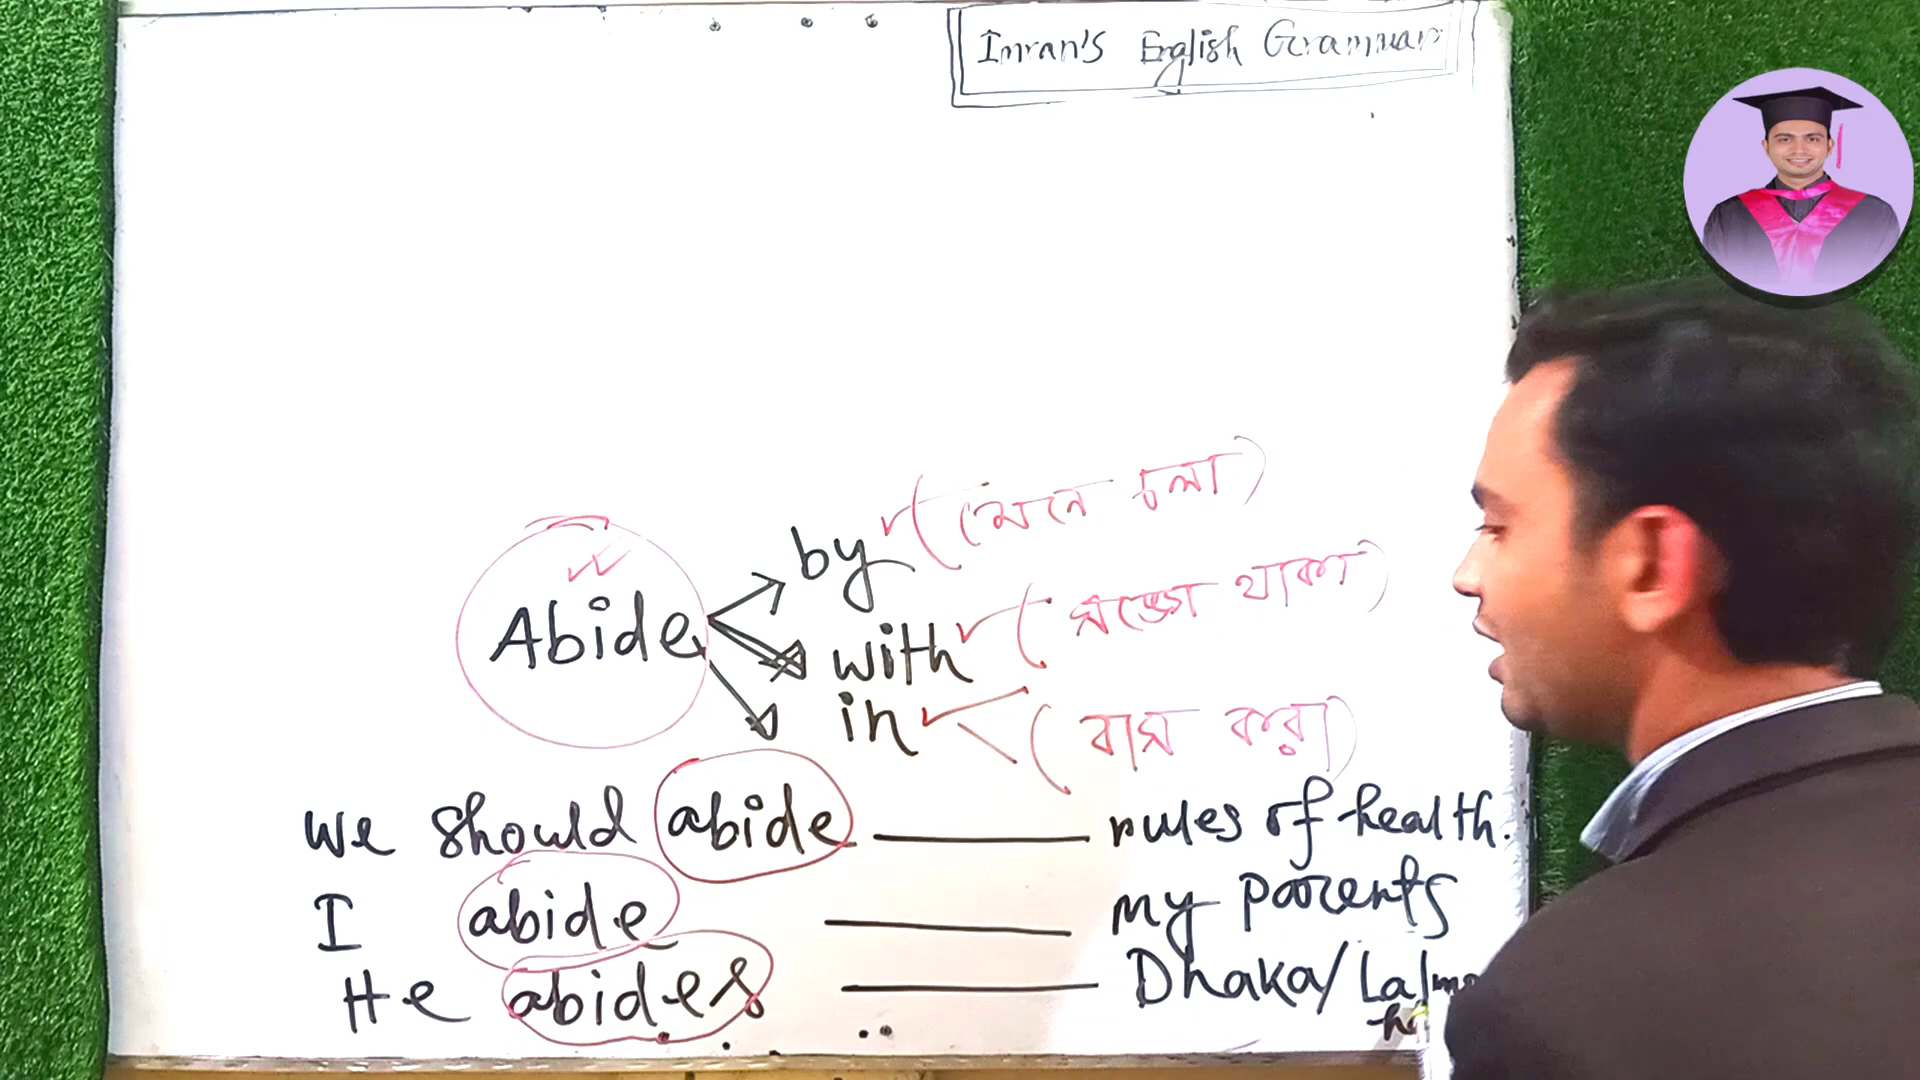 Imran's English Grammar
by (মেনে চলা)
Abide with (সঙ্গে থাকা)
in (বাস করা)
We should abide ______ rules of health.
I abide ______ my parents
He abides ______ Dhaka/